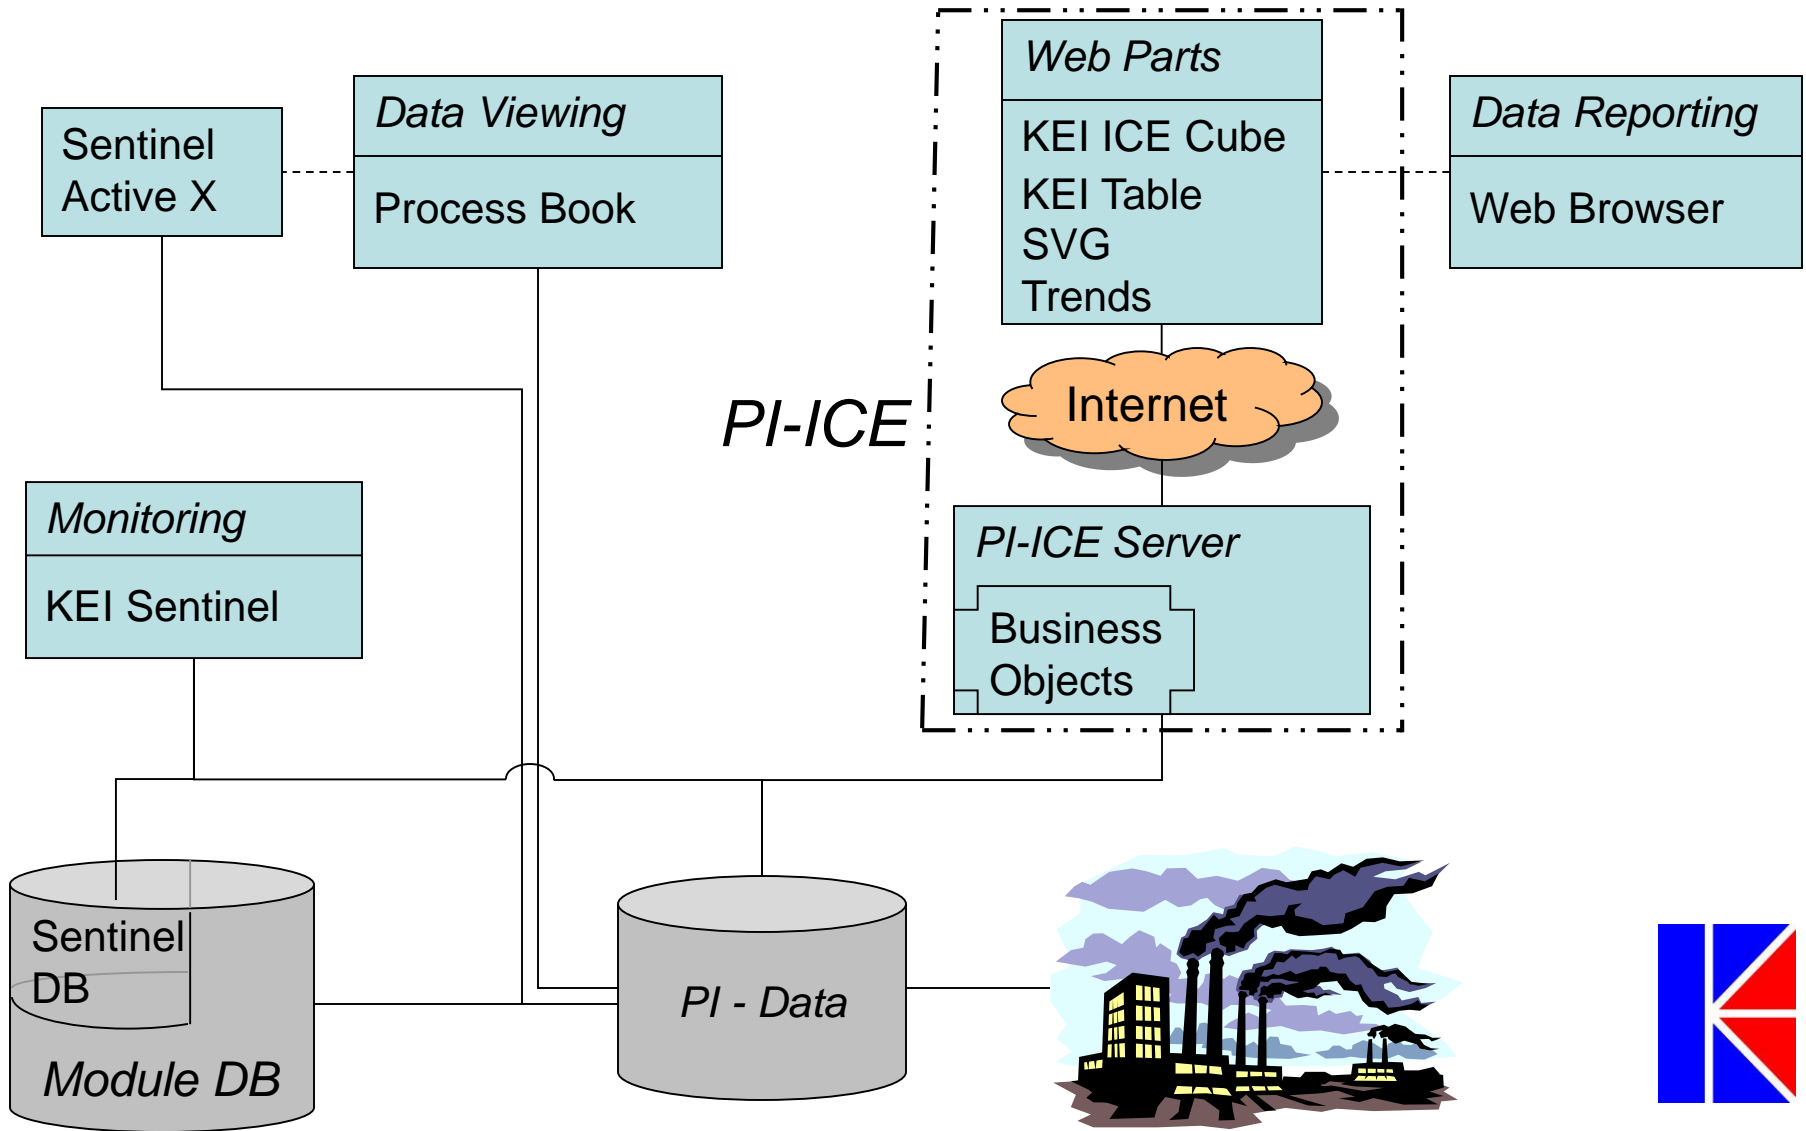 Sentinel
Active X
Data Viewing
Process Book
Web Parts
KEI ICE Cube
KEI Table
SVG
Trends
Data Reporting
Web Browser
PI-ICE
Internet
Monitoring
KEI Sentinel
PI-ICE Server
Business
Objects
Sentinel
DB
Module DB
PI - Data